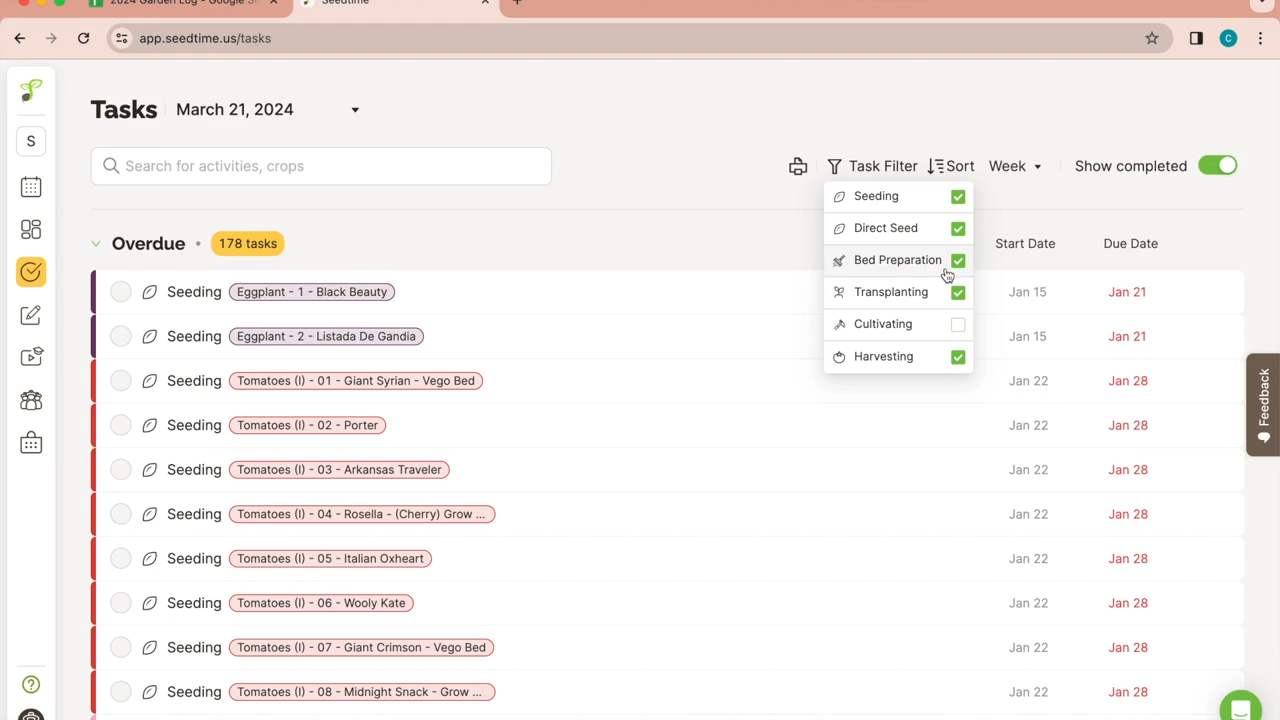 2024 Garden Log - Google S
Seedtime
app.seedtime.us/tasks
C
S
Tasks
March 21, 2024
Search for activities, crops
Task Filter
Sort
Week
Show completed
Seeding
Direct Seed
Bed Preparation
Transplanting
Cultivating
Harvesting
Overdue • 178 tasks
Start Date
Due Date
Seeding Eggplant - 1 - Black Beauty Jan 15 Jan 21
Seeding Eggplant - 2 - Listada De Gandia Jan 15 Jan 21
Seeding Tomatoes (I) - 01 - Giant Syrian - Vego Bed Jan 22 Jan 28
Seeding Tomatoes (I) - 02 - Porter Jan 22 Jan 28
Seeding Tomatoes (I) - 03 - Arkansas Traveler Jan 22 Jan 28
Seeding Tomatoes (I) - 04 - Rosella - (Cherry) Grow ... Jan 22 Jan 28
Seeding Tomatoes (I) - 05 - Italian Oxheart Jan 22 Jan 28
Seeding Tomatoes (I) - 06 - Wooly Kate Jan 22 Jan 28
Seeding Tomatoes (I) - 07 - Giant Crimson - Vego Bed Jan 22 Jan 28
Seeding Tomatoes (I) - 08 - Midnight Snack - Grow ... Jan 22 Jan 28
Feedback